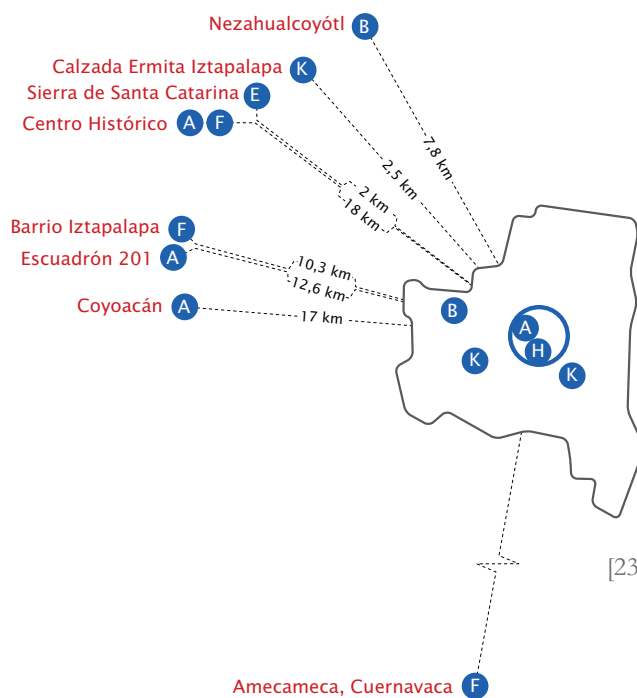 Nezahualcoyótl B
Calzada Ermita Iztapalapa K
Sierra de Santa Catarina E
Centro Histórico A F
7,8 km
2,5 km
2 km
18 km
Barrio Iztapalapa F
Escuadrón 201 A
10,3 km
12,6 km
Coyoacán A
17 km
B
A
H
K
K
[23
Amecameca, Cuernavaca F